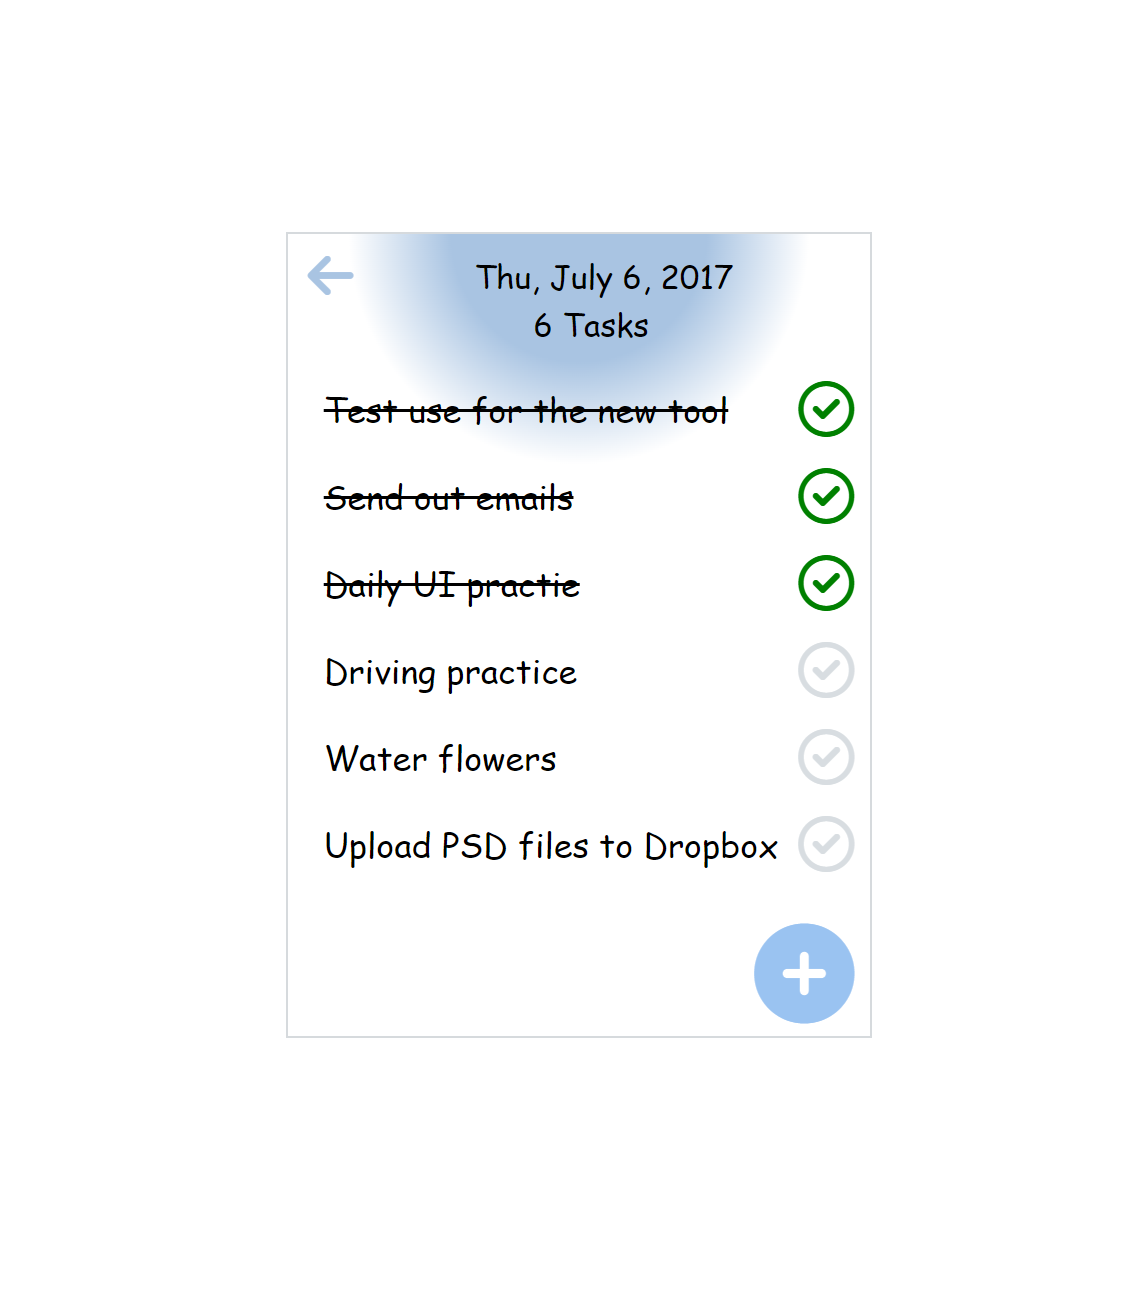 Thu, July 6, 2017
6 Tasks
Test use for the new tool
Send out emails
Daily UI practie
Driving practice
Water flowers
Upload PSD files to Dropbox